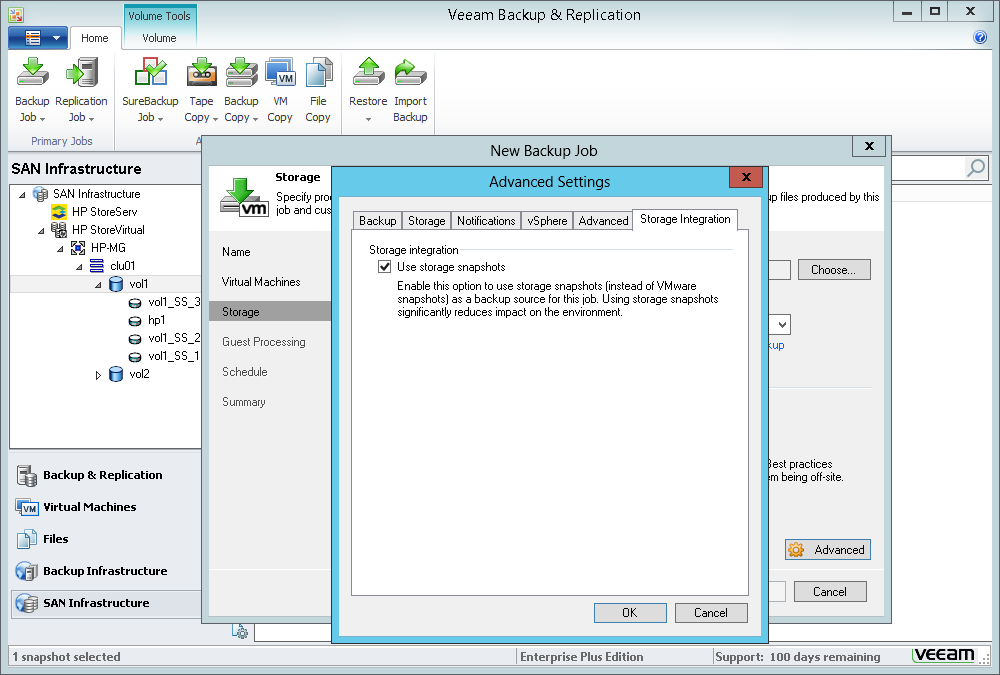 Volume Tools
Veeam Backup & Replication
Home
Volume
Backup Job
Replication Job
SureBackup Job
Tape Copy
Backup Copy
VM Copy
VM
File Copy
Restore
Import Backup
Primary Jobs
SAN Infrastructure
SAN Infrastructure
HP StoreServ
HP StoreVirtual
HP-MG
clu01
vol1
vol1_SS_3
hp1
vol1_SS_2
vol1_SS_1
vol2
Backup & Replication
VM
Virtual Machines
Files
Backup Infrastructure
SAN Infrastructure
New Backup Job
X
vm
Storage
Specify pro
job and cus
up files produced by this
Name
Virtual Machines
Storage
Guest Processing
Schedule
Summary
Choose...
kup
Best practices
em being off-site.
Advanced
Cancel
Advanced Settings
X
Backup
Storage
Notifications
vSphere
Advanced
Storage Integration
Storage integration
Use storage snapshots
Enable this option to use storage snapshots (instead of VMware
snapshots) as a backup source for this job. Using storage snapshots
significantly reduces impact on the environment.
OK
Cancel
1 snapshot selected
Enterprise Plus Edition
Support: 100 days remaining
veeam